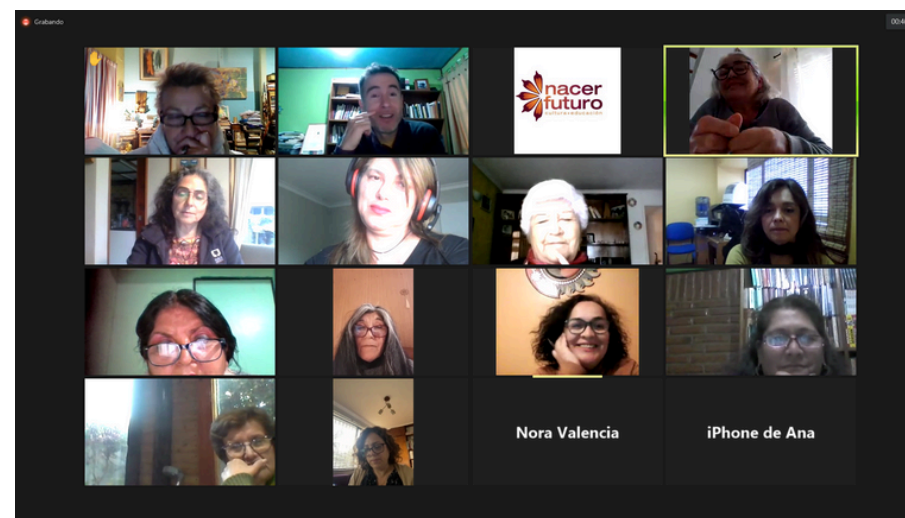 Grabando
nacer
futuro
cultura+educación
Nora Valencia
iPhone de Ana